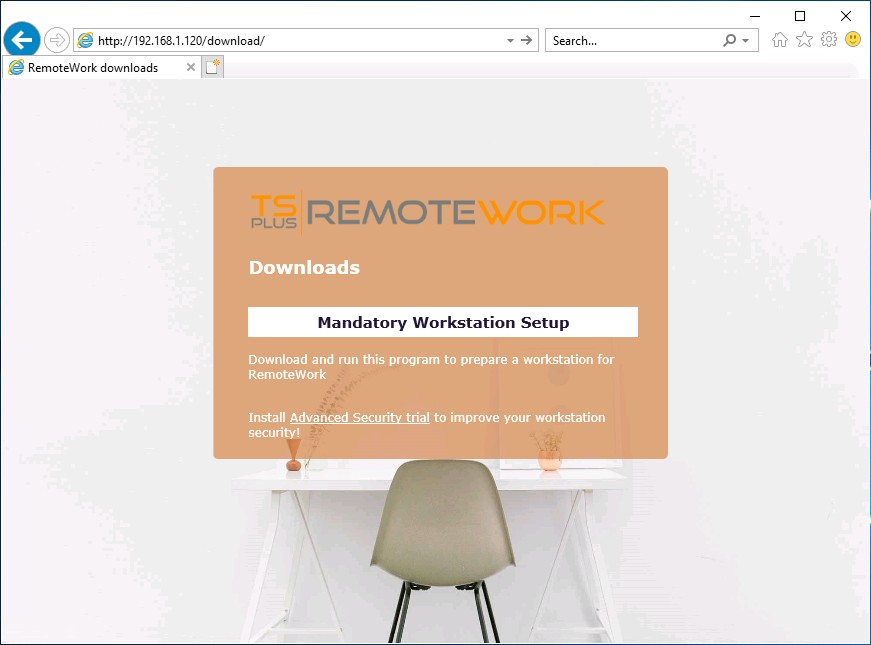 http://192.168.1.120/download/
Search...
RemoteWork downloads
TS PLUS REMOTEWORK
Downloads
Mandatory Workstation Setup
Download and run this program to prepare a workstation for
RemoteWork
Install Advanced Security trial to improve your workstation
security!